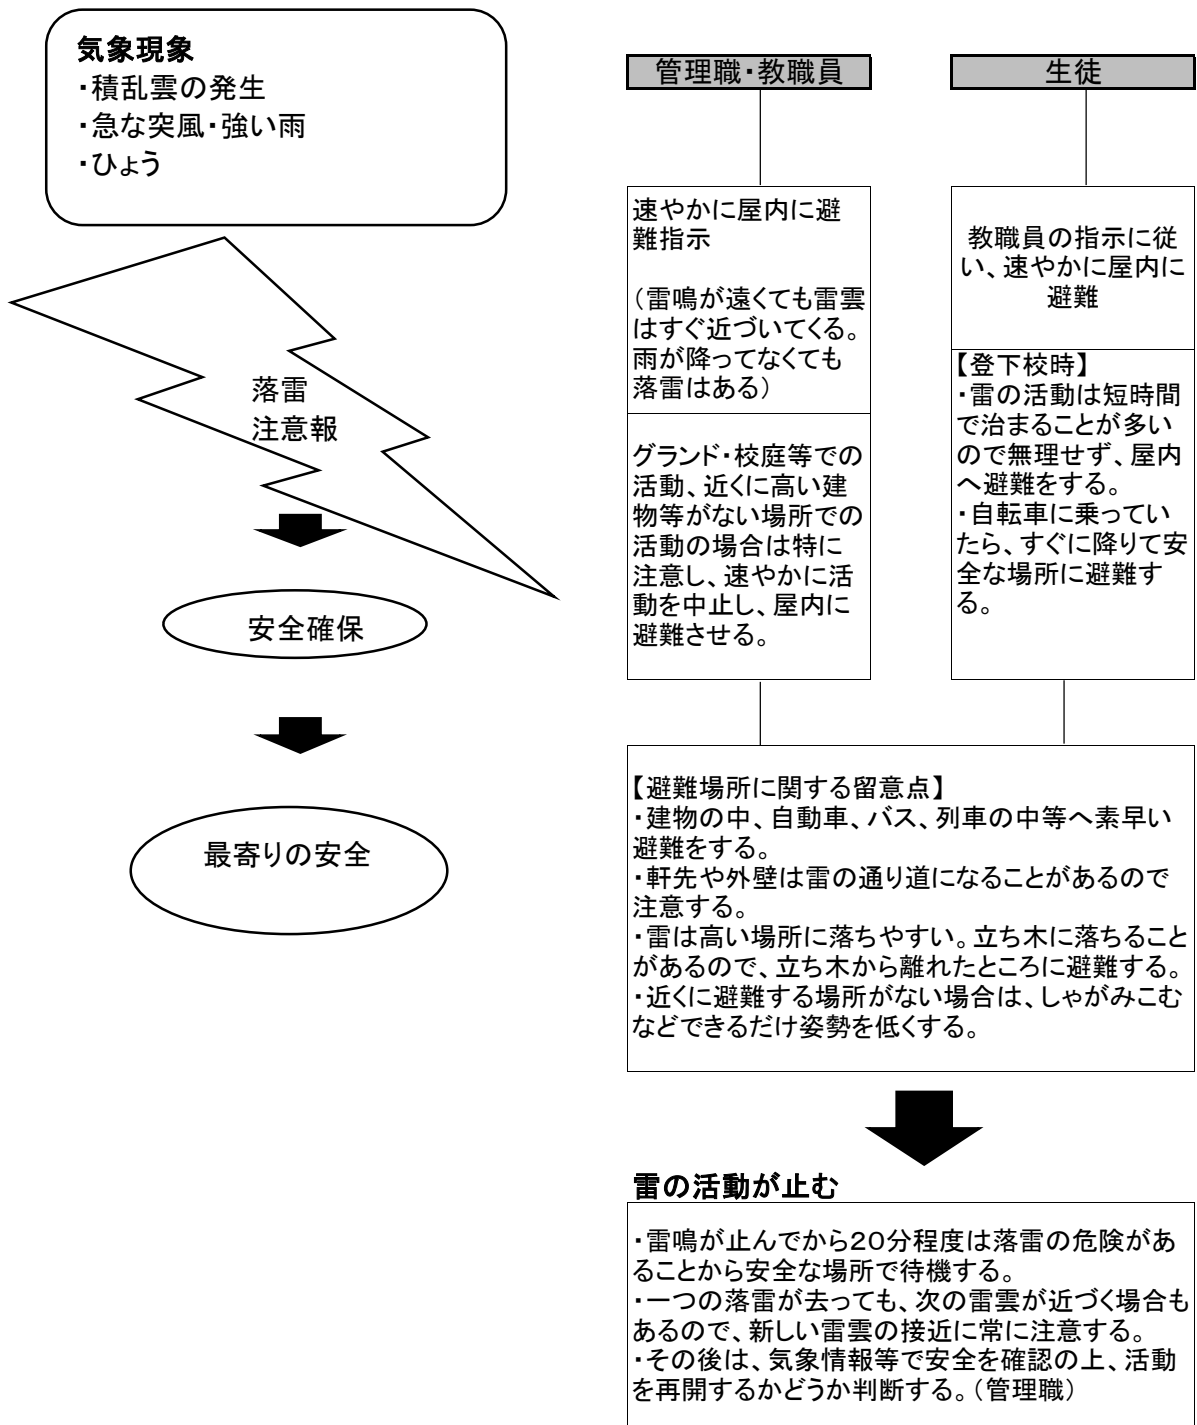 気象現象
・積乱雲の発生
・急な突風・強い雨
・ひょう
落雷
注意報
安全確保
最寄りの安全
管理職・教職員
速やかに屋内に避
難指示
（雷鳴が遠くても雷雲
はすぐ近づいてくる。
雨が降ってなくても
落雷はある）
グランド・校庭等での
活動、近くに高い建
物等がない場所での
活動の場合は特に
注意し、速やかに活
動を中止し、屋内に
避難させる。
生徒
教職員の指示に従
い、速やかに屋内に
避難
【登下校時】
・雷の活動は短時間
で治まることが多い
ので無理せず、屋内
へ避難をする。
・自転車に乗ってい
たら、すぐに降りて安
全な場所に避難す
る。
【避難場所に関する留意点】
・建物の中、自動車、バス、列車の中等へ素早い
避難をする。
・軒先や外壁は雷の通り道になることがあるので
注意する。
・雷は高い場所に落ちやすい。立ち木に落ちること
があるので、立ち木から離れたところに避難する。
・近くに避難する場所がない場合は、しゃがみこむ
などできるだけ姿勢を低くする。
雷の活動が止む
・雷鳴が止んでから２０分程度は落雷の危険があ
ることから安全な場所で待機する。
・一つの落雷が去っても、次の雷雲が近づく場合も
あるので、新しい雷雲の接近に常に注意する。
・その後は、気象情報等で安全を確認の上、活動
を再開するかどうか判断する。（管理職）